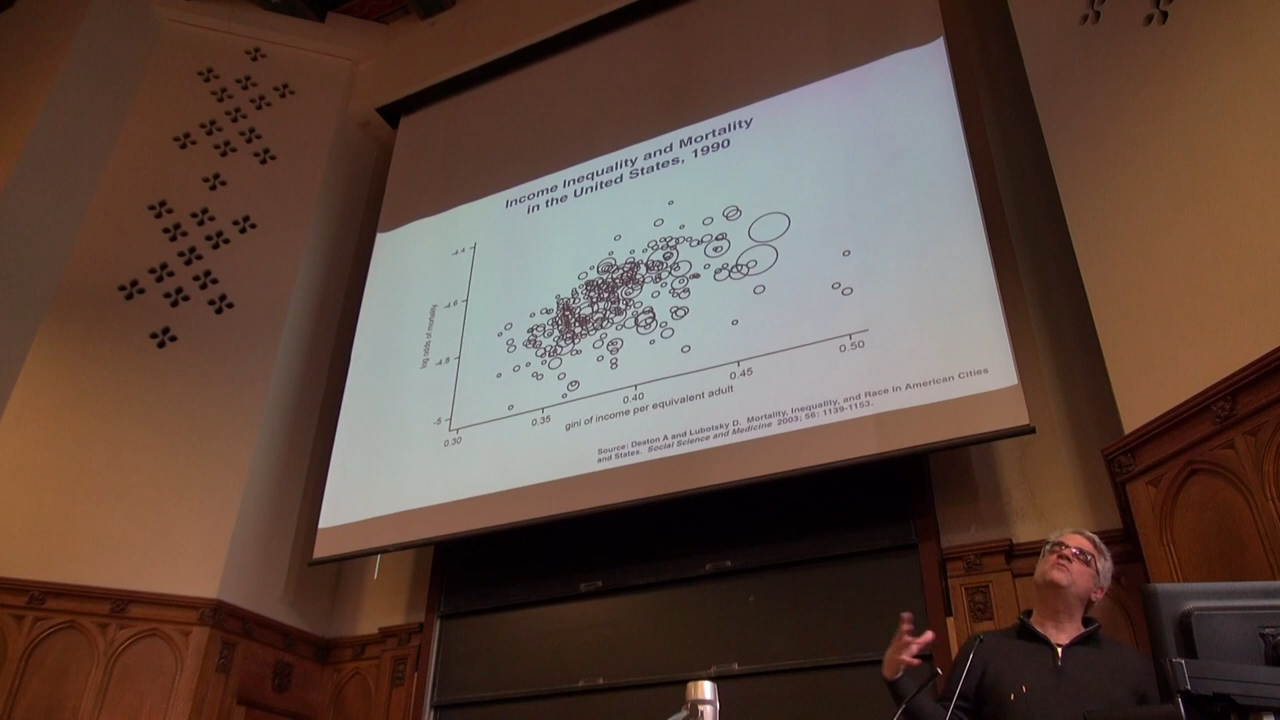 Income Inequality and Mortality
in the United States, 1990
log odds of mortality
-4.4
-4.6
-4.8
-5
0.30
0.35
0.40
0.45
0.50
gini of income per equivalent adult
Source: Deaton A and Lubotsky D. Mortality, Inequality, and Race in American Cities
and States. Social Science and Medicine 2003; 56: 1139-1153.